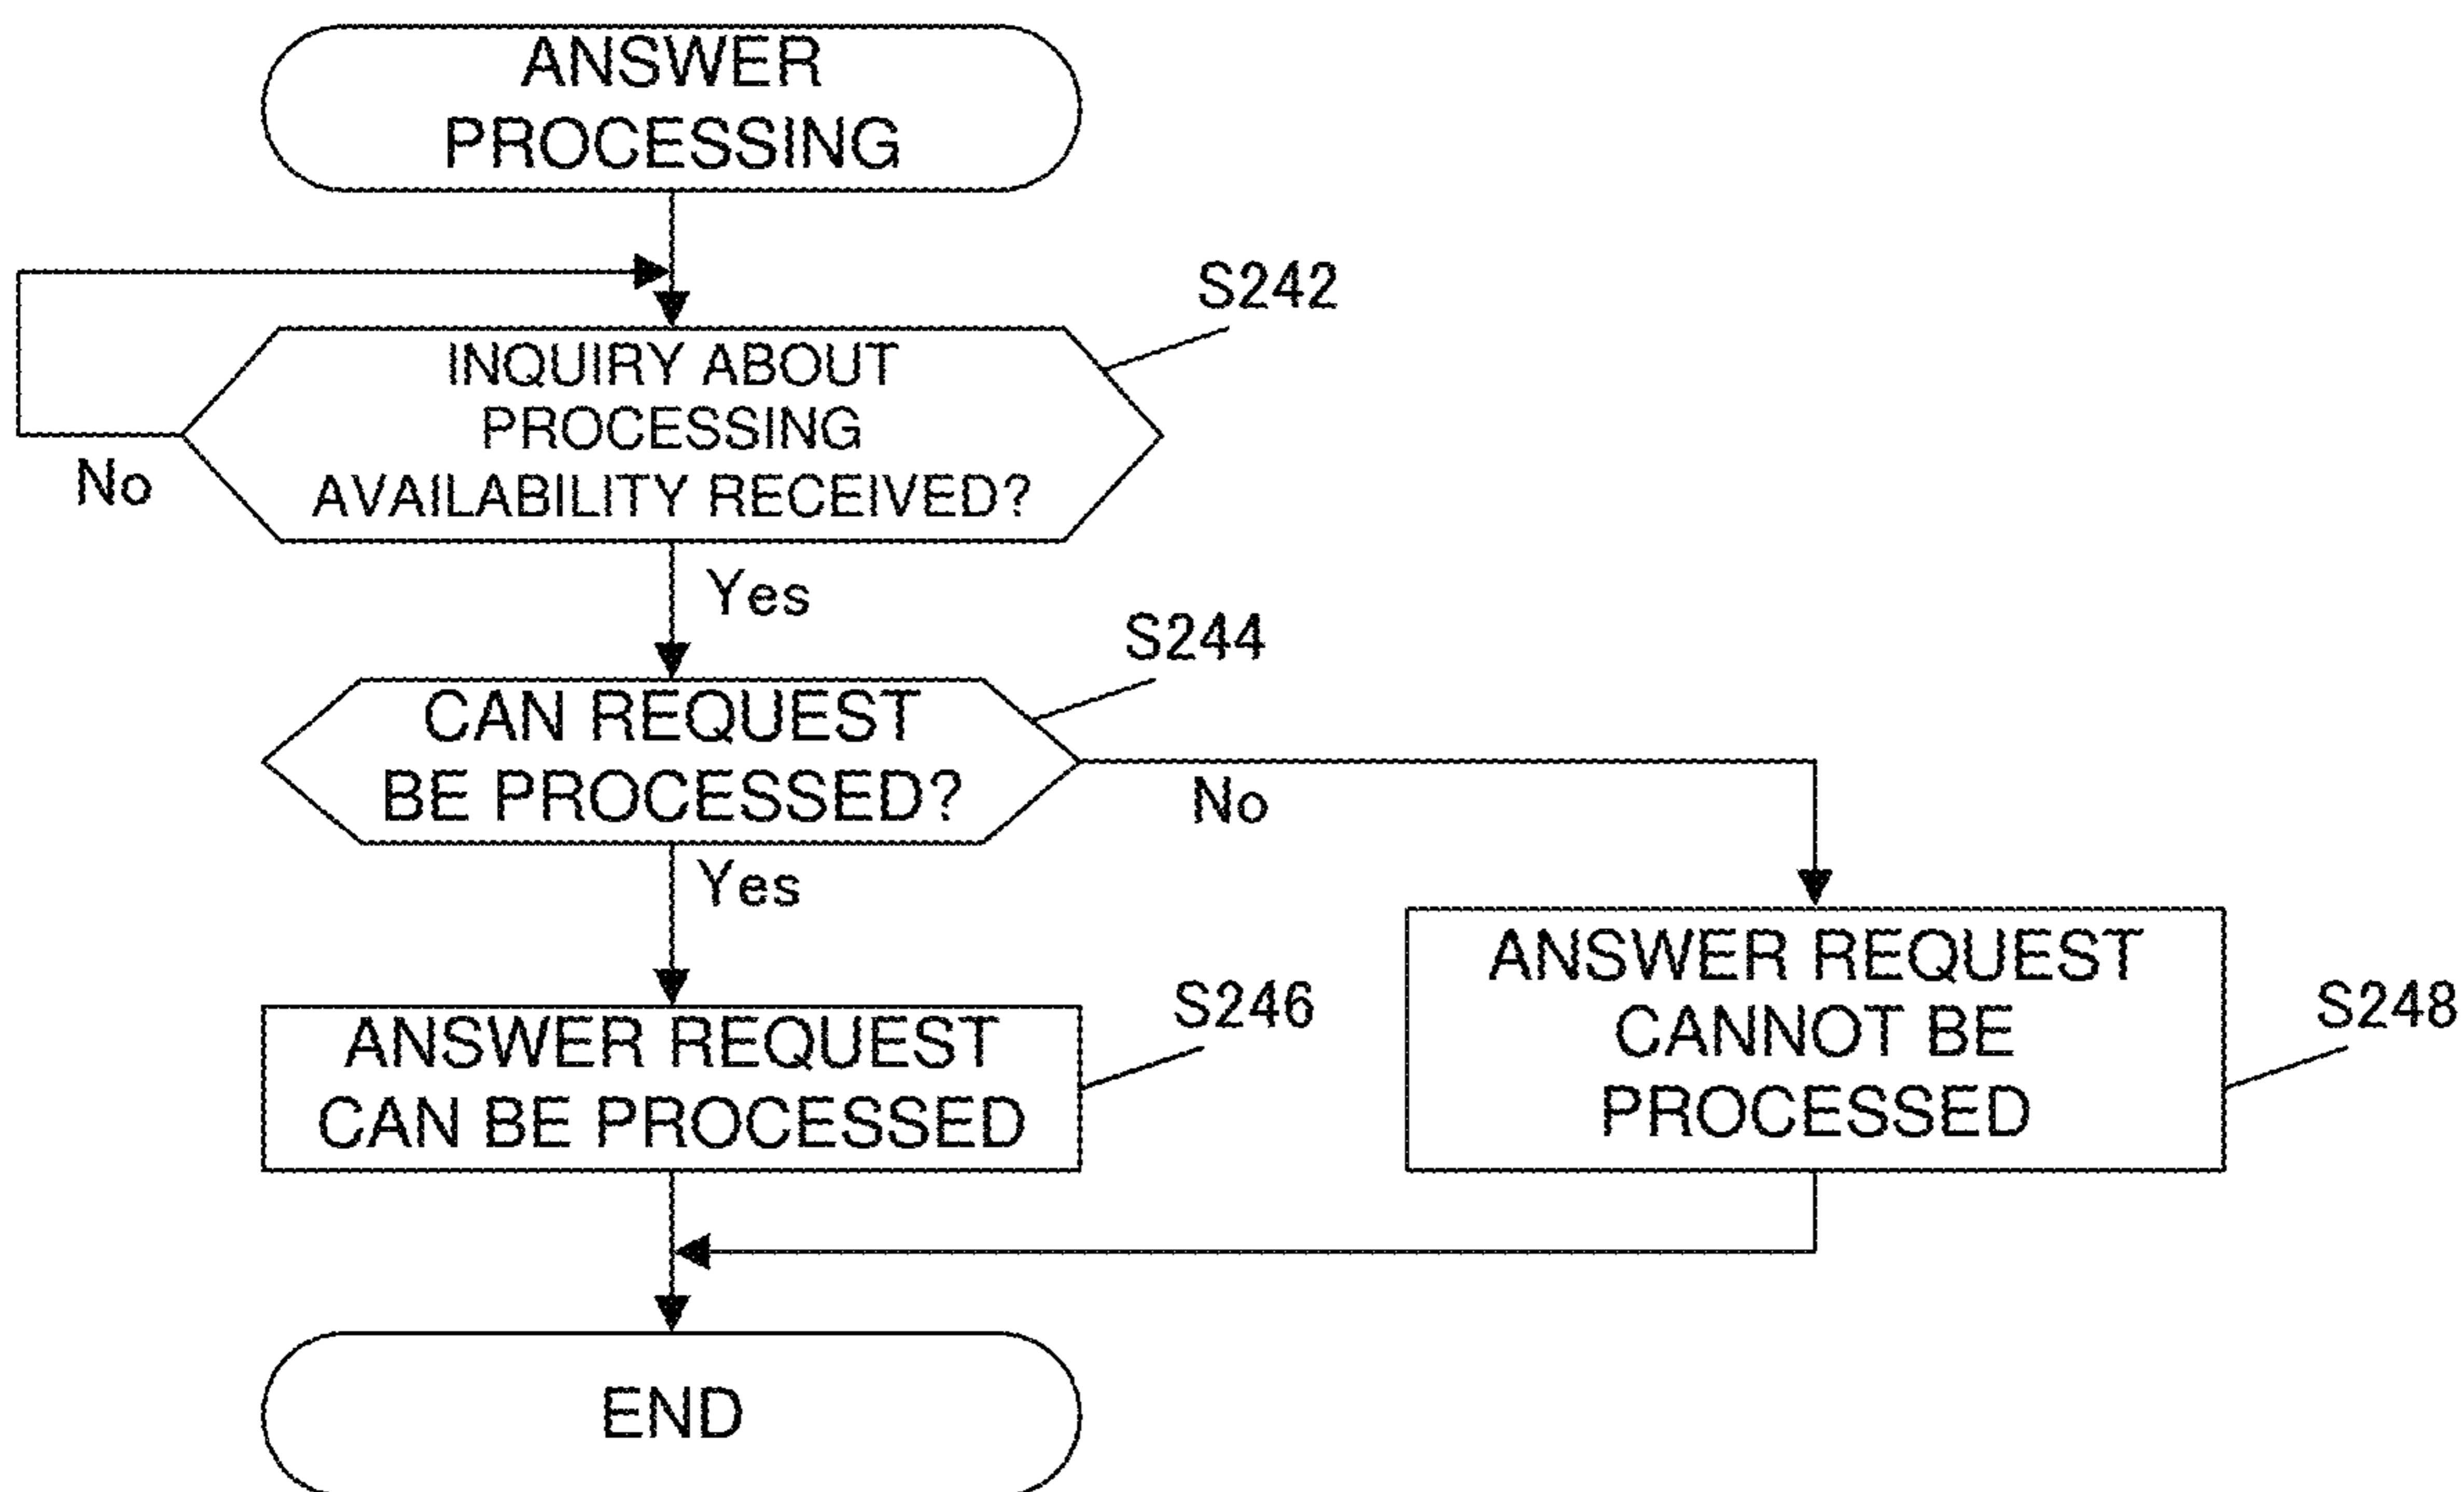 ANSWER
PROCESSING
S242
INQUIRY ABOUT
PROCESSING
AVAILABILITY RECEIVED?
No
Yes
S244
CAN REQUEST
BE PROCESSED?
No
Yes
S246
ANSWER REQUEST
CAN BE PROCESSED
ANSWER REQUEST
CANNOT BE
PROCESSED
S248
END